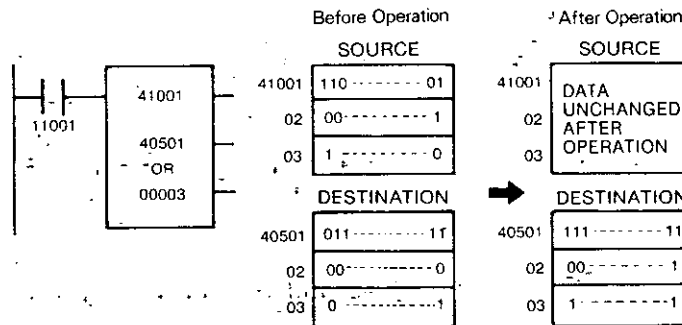 Before Operation
After Operation
SOURCE
SOURCE
41001
11001
40501
OR
00003
41001 110 - - - - - - - 01
02 00 - - - - - - - - 1
03 1 - - - - - - - - 0
41001
02
03
DATA
UNCHANGED
AFTER
OPERATION
DESTINATION
DESTINATION
40501 011 - - - - - - - 11
02 00 - - - - - - - - 0
03 0 - - - - - - - - 1
40501 111 - - - - - - - 11
02 00 - - - - - - - - 1
03 1 - - - - - - - - 1